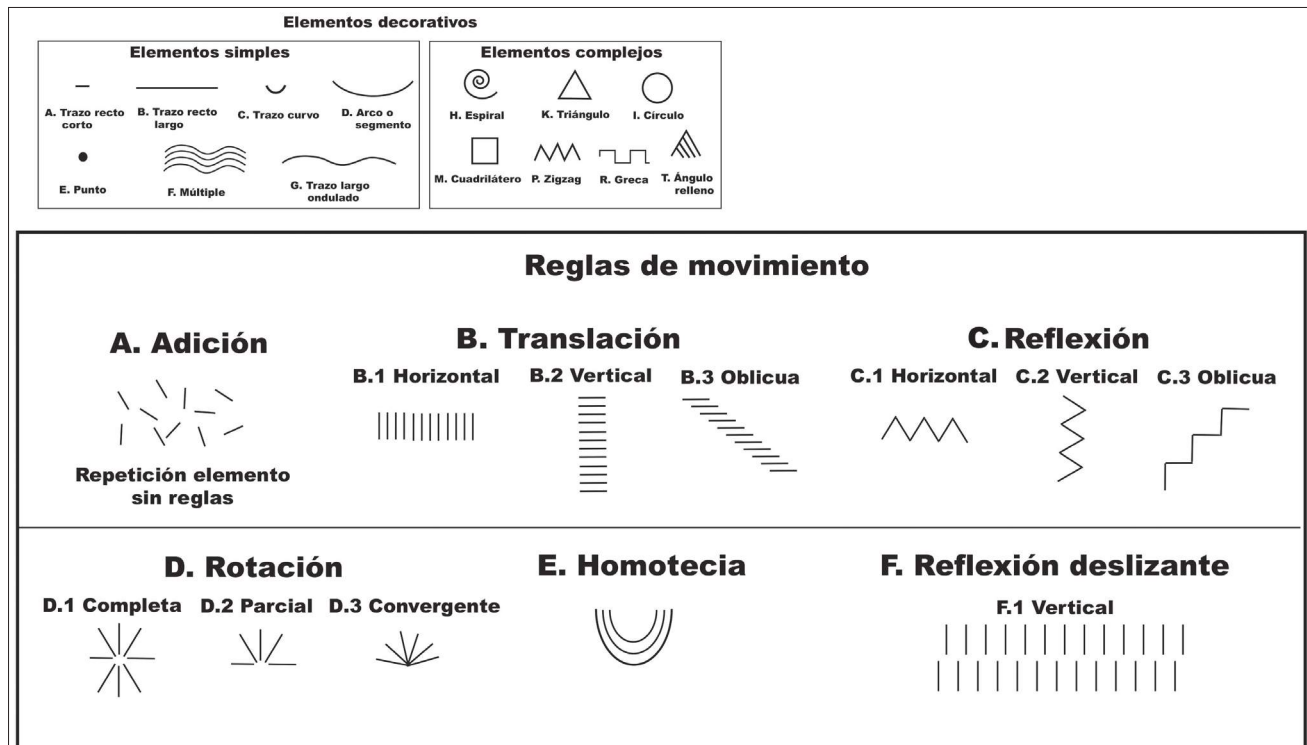 Elementos decorativos
Elementos simples
A. Trazo recto
corto
B. Trazo recto
largo
C. Trazo curvo
D. Arco o
segmento
E. Punto
F. Múltiple
G. Trazo largo
ondulado
Elementos complejos
H. Espiral
K. Triángulo
I. Círculo
M. Cuadrilátero
P. Zigzag
R. Greca
T. Ángulo
relleno
Reglas de movimiento
A. Adición
Repetición elemento
sin reglas
B. Translación
B.1 Horizontal
B.2 Vertical
B.3 Oblicua
C. Reflexión
C.1 Horizontal
C.2 Vertical
C.3 Oblicua
D. Rotación
D.1 Completa
D.2 Parcial
D.3 Convergente
E. Homotecia
F. Reflexión deslizante
F.1 Vertical